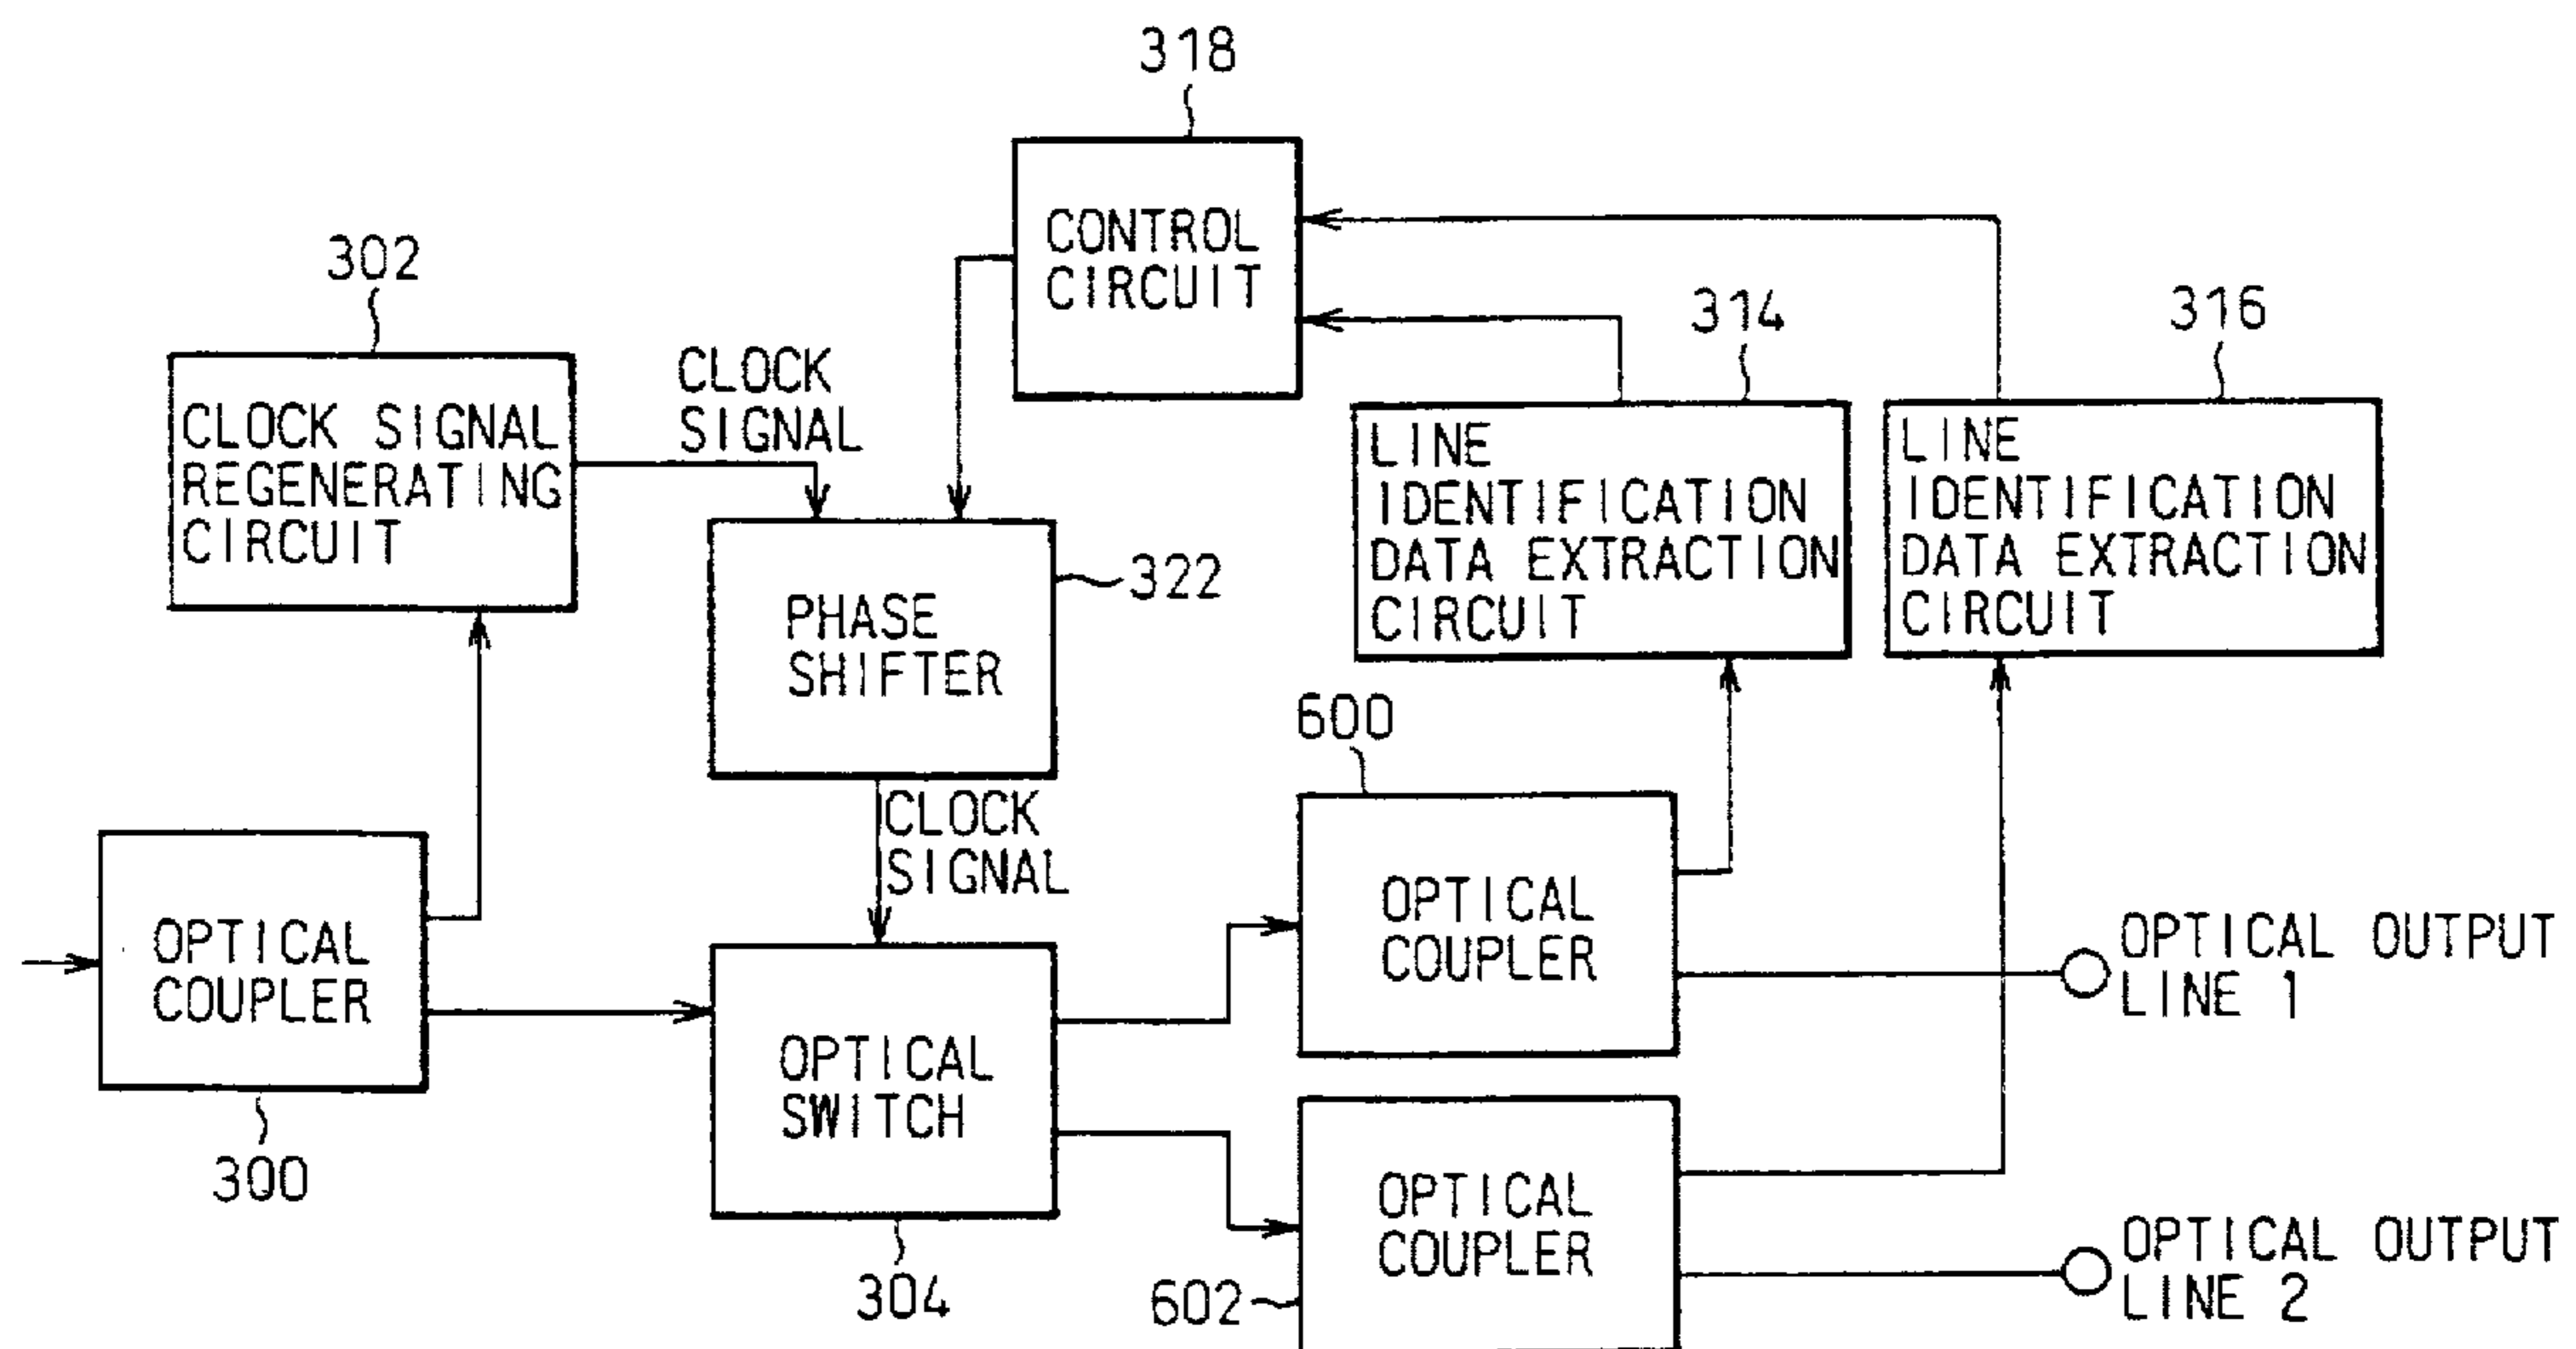 318
CONTROL
CIRCUIT
302
CLOCK SIGNAL
REGENERATING
CIRCUIT
CLOCK
SIGNAL
314
LINE
IDENTIFICATION
DATA EXTRACTION
CIRCUIT
316
LINE
IDENTIFICATION
DATA EXTRACTION
CIRCUIT
PHASE
SHIFTER
322
CLOCK
SIGNAL
600
OPTICAL
COUPLER
OPTICAL
COUPLER
300
OPTICAL
SWITCH
304
OPTICAL OUTPUT
LINE 1
OPTICAL
COUPLER
602
OPTICAL OUTPUT
LINE 2